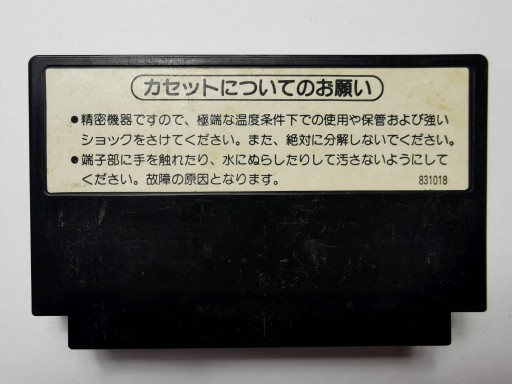 カセットについてのお願い
●精密機器ですので、極端な温度条件下での使用や保管および強い
ショックをさけてください。また、絶対に分解しないでください。
●端子部に手を触れたり、水にぬらしたりして汚さないようにして
ください。故障の原因となります。
831018